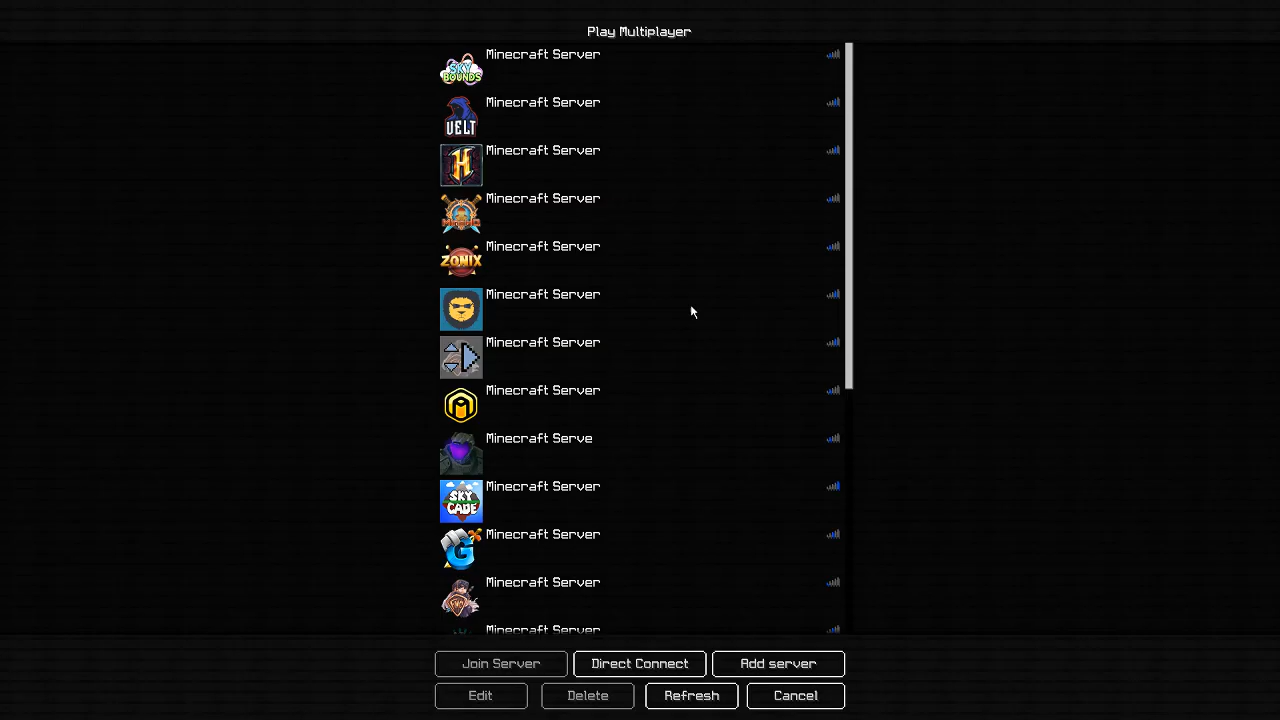 Play Multiplayer
Minecraft Server
SKY BOUNDS
Minecraft Server
VELT
Minecraft Server
H
Minecraft Server
Minecraft Server
ZONIX
Minecraft Server
Minecraft Server
Minecraft Server
Minecraft Serve
Minecraft Server
SKY CADE
Minecraft Server
G
Minecraft Server
Minecraft Server
Join Server
Direct Connect
Add server
Edit
Delete
Refresh
Cancel